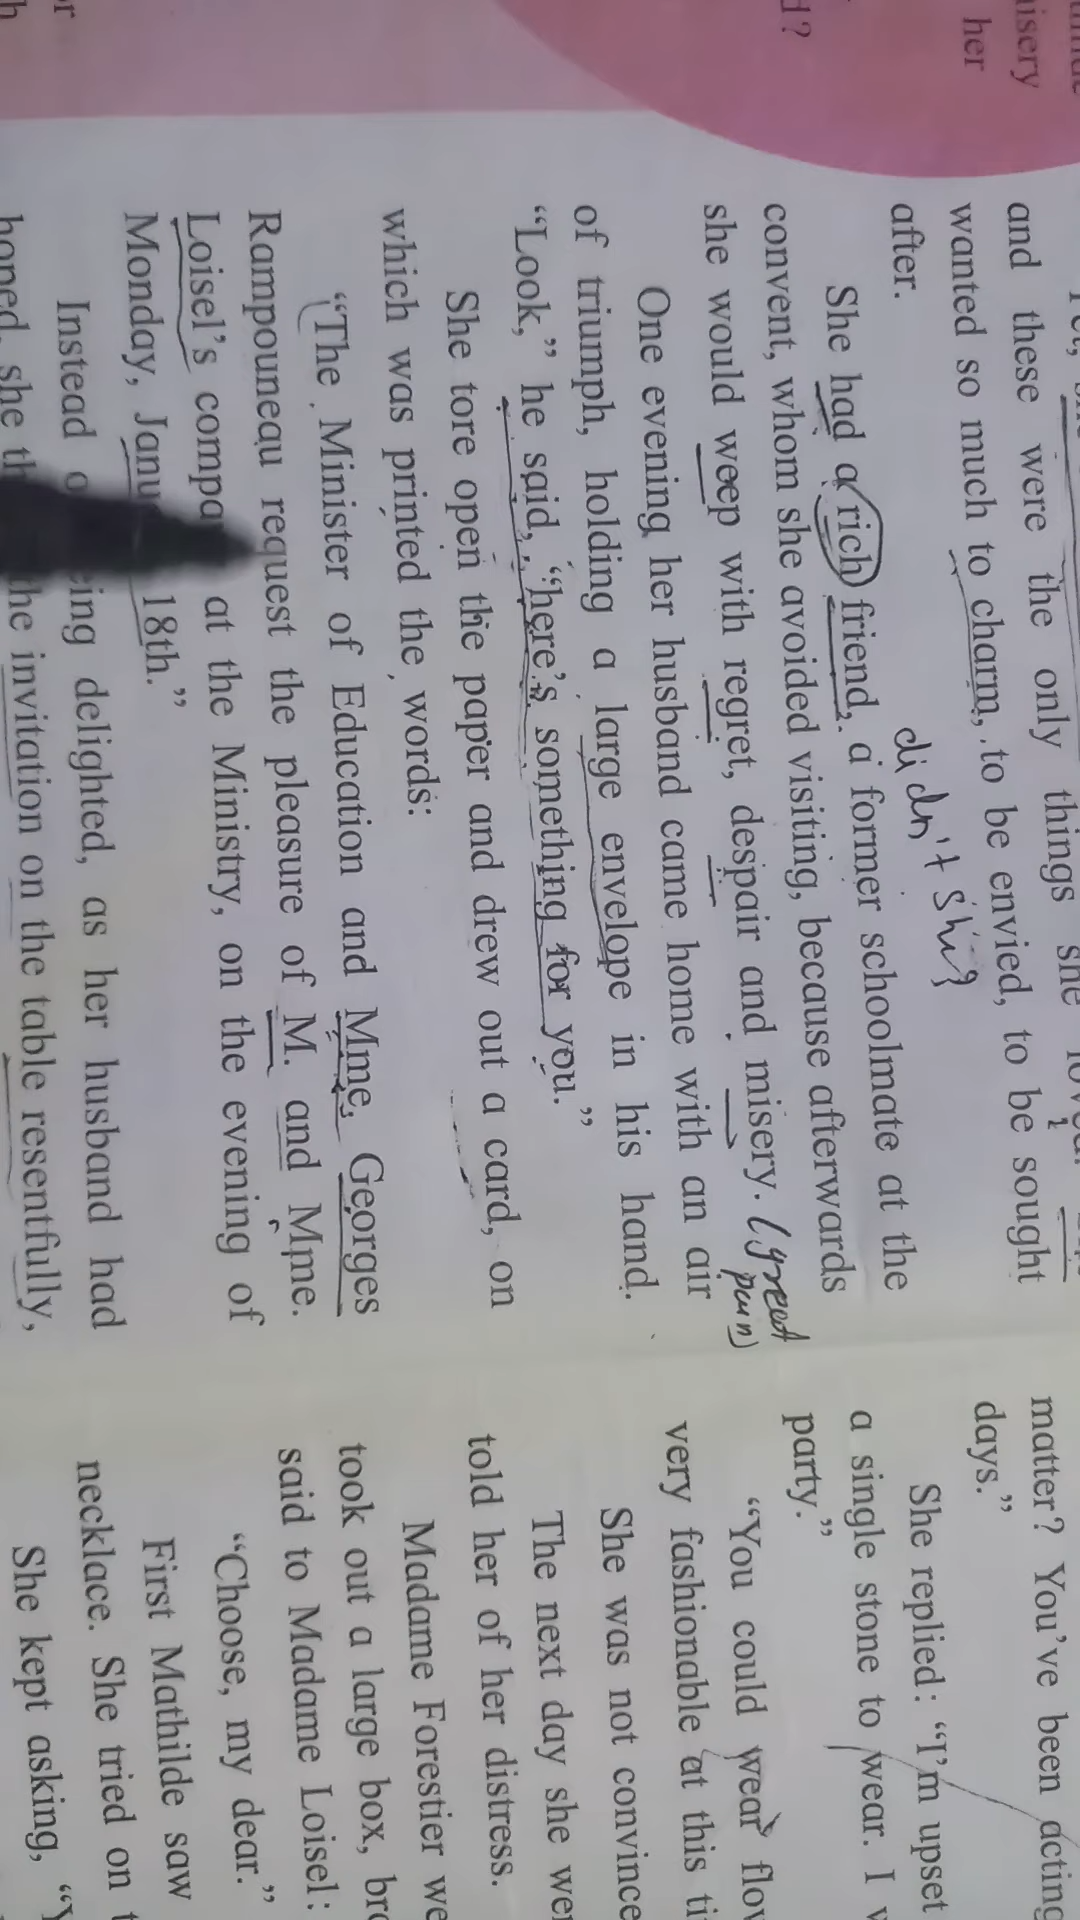 misery
her
d?
and these were the only things she
wanted so much to charm, to be envied, to be sought
after.
didn't
She had a rich friend, a former schoolmate at the
convent, whom she avoided visiting, because afterwards
she would weep with regret, despair and misery. (great pain)
One evening her husband came home with an air
of triumph, holding a large envelope in his hand.
“Look,” he said, “here’s something for you.”
She tore open the paper and drew out a card, on
which was printed the words:
“The Minister of Education and Mme. Georges
Rampouneau request the pleasure of M. and Mme.
Loisel’s compa at the Ministry, on the evening of
Monday, Janu 18th.”
Instead eing delighted, as her husband had
hoped, she th the invitation on the table resentfully,
matter? You’ve been acting
days.”
She replied: “I’m upset
a single stone to wear. I
party.”
“You could wear flow
very fashionable at this ti
She was not convince
The next day she wen
told her of her distress.
Madame Forestier we
took out a large box, bro
said to Madame Loisel:
“Choose, my dear.”
First Mathilde saw
necklace. She tried on t
She kept asking, “Y